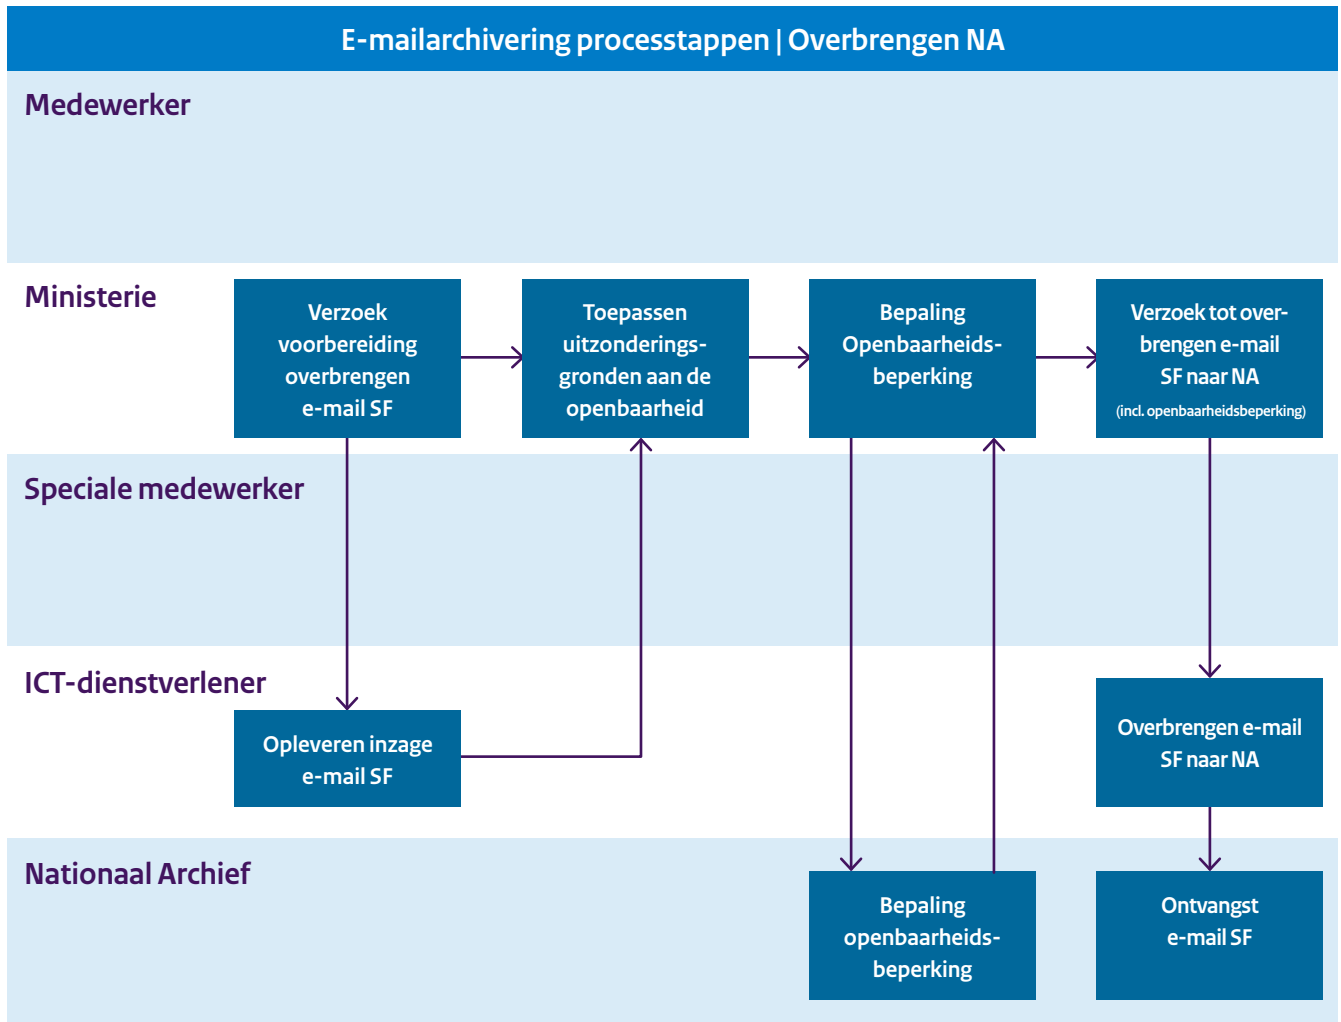 E-mailarchivering processtappen | Overbrengen NA
Medewerker
Ministerie
Verzoek
voorbereiding
overbrengen
e-mail SF
Toepassen
uitzonderings-
gronden aan de
openbaarheid
Bepaling
Openbaarheids-
beperking
Verzoek tot over-
brengen e-mail
SF naar NA
(incl. openbaarheidsbeperking)
Speciale medewerker
ICT-dienstverlener
Opleveren inzage
e-mail SF
Overbrengen e-mail
SF naar NA
Nationaal Archief
Bepaling
openbaarheids-
beperking
Ontvangst
e-mail SF